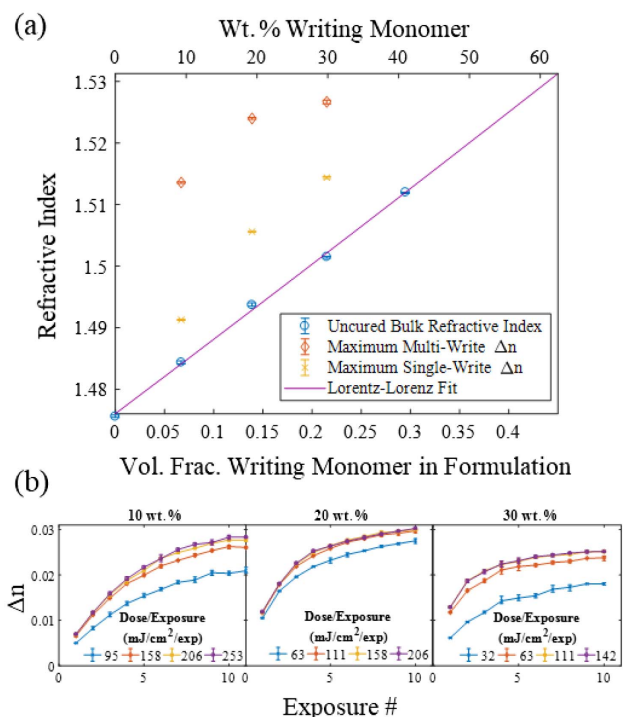 (a)
Wt.% Writing Monomer
0 10 20 30 40 50 60
1.53
1.52
1.51
1.5
1.49
1.48
Refractive Index
Uncured Bulk Refractive Index
Maximum Multi-Write Δn
Maximum Single-Write Δn
Lorentz-Lorenz Fit
0 0.05 0.1 0.15 0.2 0.25 0.3 0.35 0.4
Vol. Frac. Writing Monomer in Formulation
(b)
10 wt.% 20 wt.% 30 wt.%
0.03
0.02
0.01
0
Δn
Dose/Exposure
(mJ/cm²/exp)
95 158 206 253
0 5 10
Dose/Exposure
(mJ/cm²/exp)
63 111 158 206
0 5 10
Dose/Exposure
(mJ/cm²/exp)
32 63 111 142
0 5 10
Exposure #